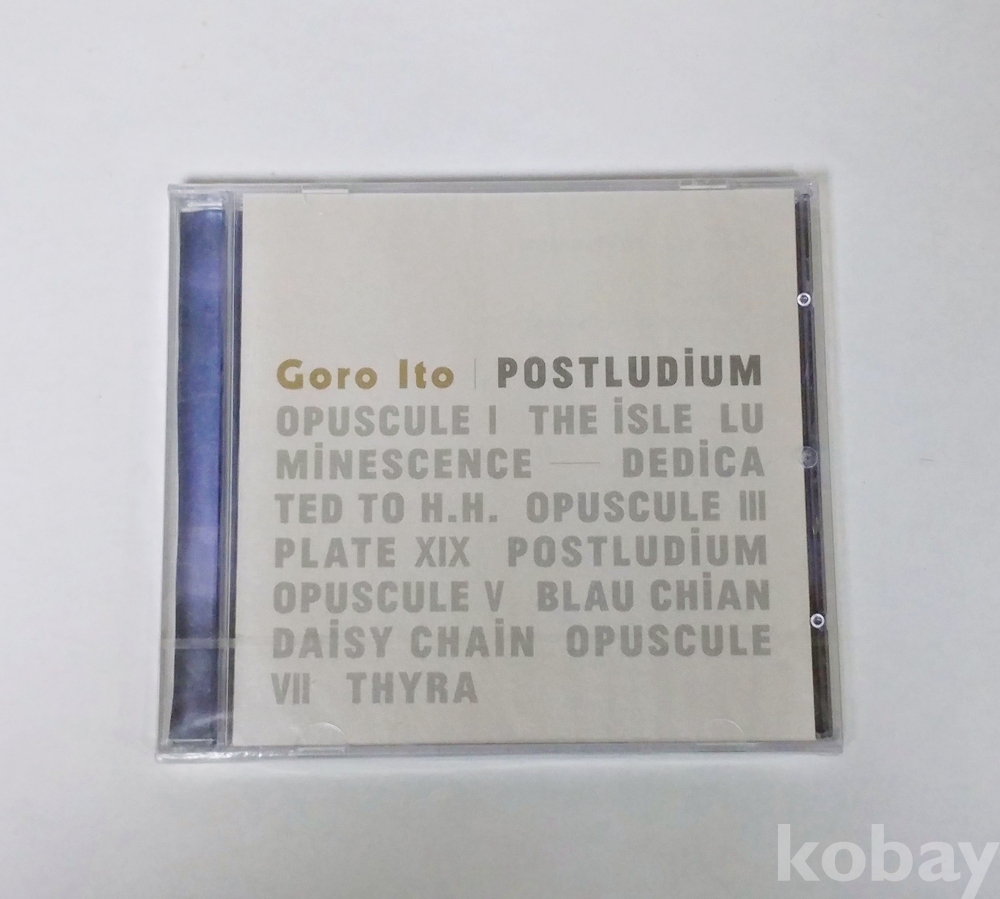 Goro Ito | POSTLUDiUM
OPUSCULE I THE iSLE LU
MiNESCENCE — DEDiCA
TED TO H.H. OPUSCULE III
PLATE XIX POSTLUDiUM
OPUSCULE V BLAU CHiAN
DAiSY CHAiN OPUSCULE
VII THYRA
kobay